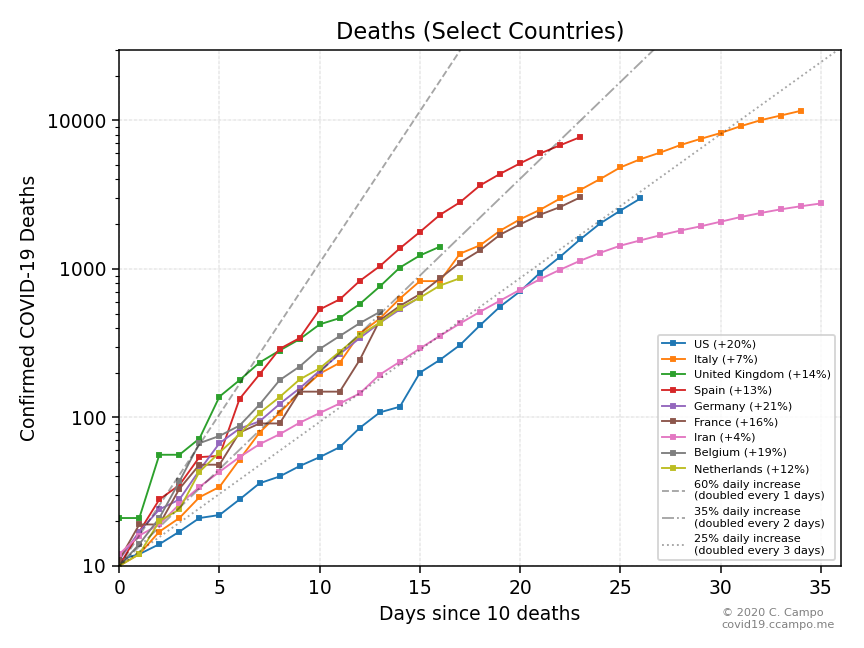 Deaths (Select Countries)
Confirmed COVID-19 Deaths
10000
1000
100
10
0
5
10
15
20
25
30
35
Days since 10 deaths
US (+20%)
Italy (+7%)
United Kingdom (+14%)
Spain (+13%)
Germany (+21%)
France (+16%)
Iran (+4%)
Belgium (+19%)
Netherlands (+12%)
60% daily increase
(doubled every 1 days)
35% daily increase
(doubled every 2 days)
25% daily increase
(doubled every 3 days)
© 2020 C. Campo
covid19.ccampo.me